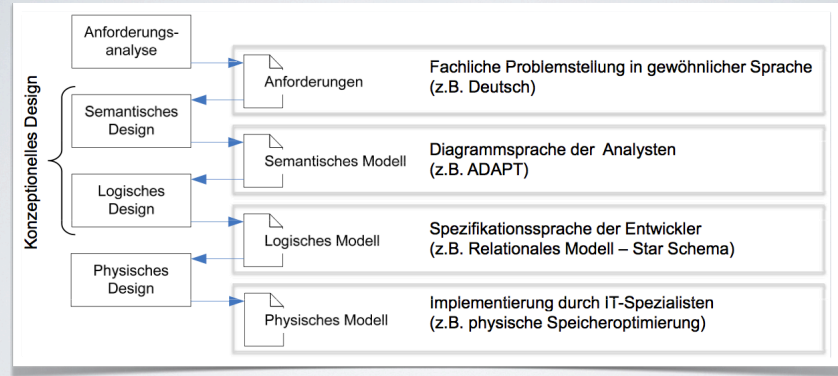 Anforderungs-
analyse
Anforderungen
Fachliche Problemstellung in gewöhnlicher Sprache
(z.B. Deutsch)
Konzeptionelles Design
Semantisches
Design
Semantisches Modell
Diagrammsprache der Analysten
(z.B. ADAPT)
Logisches
Design
Logisches Modell
Spezifikationssprache der Entwickler
(z.B. Relationales Modell – Star Schema)
Physisches
Design
Physisches Modell
Implementierung durch IT-Spezialisten
(z.B. physische Speicheroptimierung)